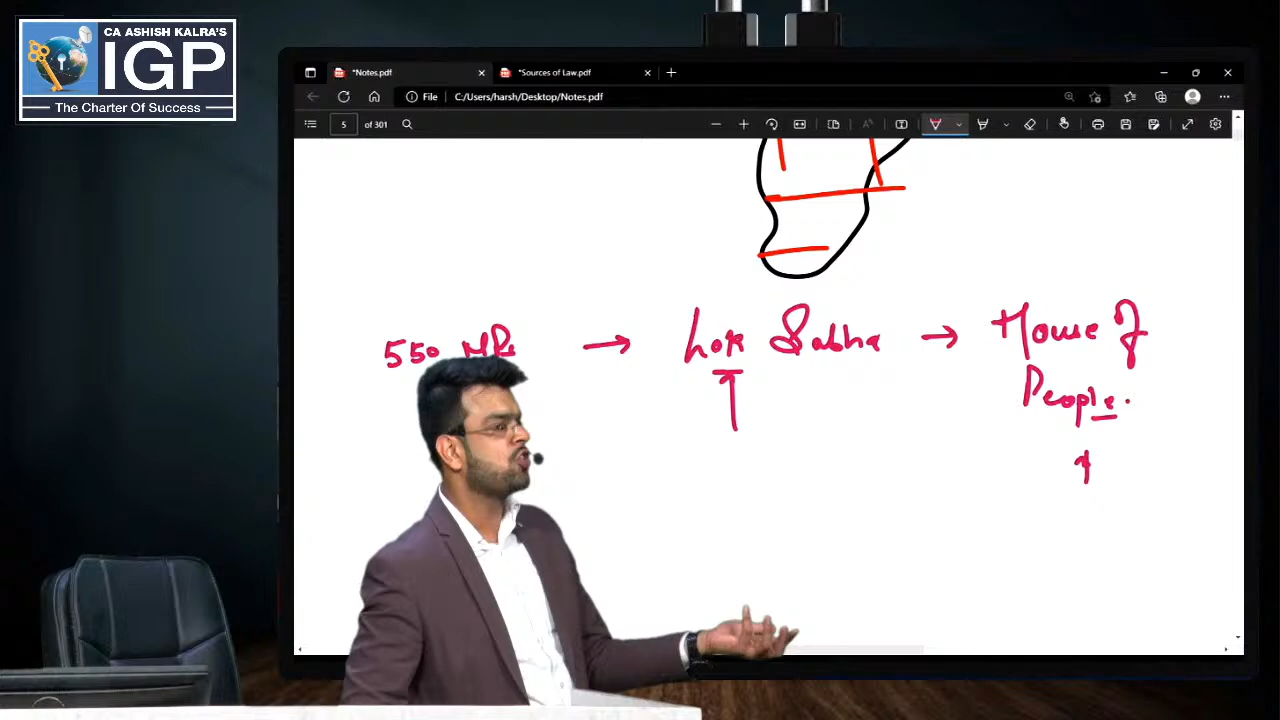 CA ASHISH KALRA'S
IGP
The Charter Of Success
*Notes.pdf
*Sources of Law.pdf
File
C:/Users/harsh/Desktop/Notes.pdf
5 of 301
550 MPs → Lok Sabha → House of
People.